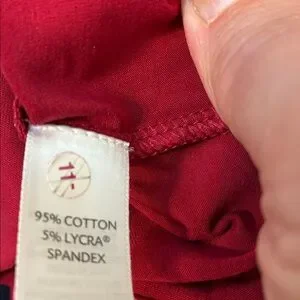 11-
95% COTTON
5% LYCRA®
SPANDEX